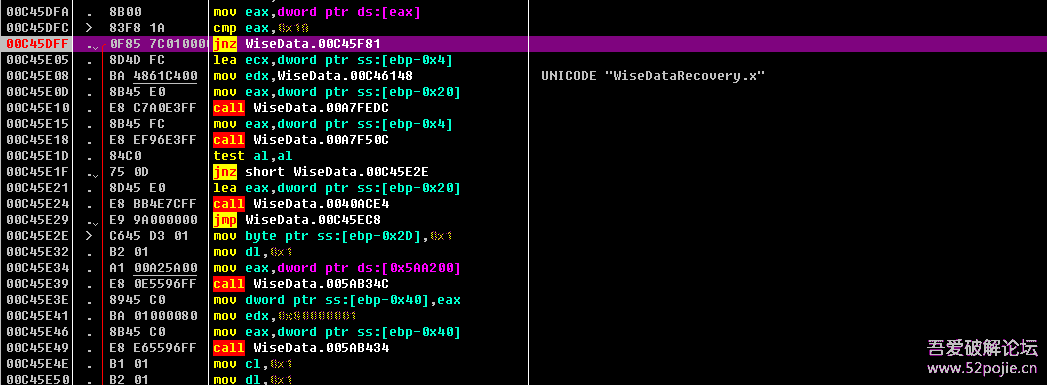 00C45DFA . 8B00 mov eax,dword ptr ds:[eax]
00C45DFC > 83F8 1A cmp eax,0x1A
00C45DFF . 0F85 7C01000 jnz WiseData.00C45F81
00C45E05 . 8D4D FC lea ecx,dword ptr ss:[ebp-0x4]
00C45E08 . BA 4861C400 mov edx,WiseData.00C46148 UNICODE "WiseDataRecovery.x"
00C45E0D . 8B45 E0 mov eax,dword ptr ss:[ebp-0x20]
00C45E10 . E8 C7A0E3FF call WiseData.00A7FEDC
00C45E15 . 8B45 FC mov eax,dword ptr ss:[ebp-0x4]
00C45E18 . E8 EF96E3FF call WiseData.00A7F50C
00C45E1D . 84C0 test al,al
00C45E1F . 75 0D jnz short WiseData.00C45E2E
00C45E21 . 8D45 E0 lea eax,dword ptr ss:[ebp-0x20]
00C45E24 . E8 BB4E7CFF call WiseData.0040ACE4
00C45E29 . E9 9A000000 jmp WiseData.00C45EC8
00C45E2E > C645 D3 01 mov byte ptr ss:[ebp-0x2D],0x1
00C45E32 . B2 01 mov dl,0x1
00C45E34 . A1 00A25A00 mov eax,dword ptr ds:[0x5AA200]
00C45E39 . E8 0E5596FF call WiseData.005AB34C
00C45E3E . 8945 C0 mov dword ptr ss:[ebp-0x40],eax
00C45E41 . BA 01000080 mov edx,0x80000001
00C45E46 . 8B45 C0 mov eax,dword ptr ss:[ebp-0x40]
00C45E49 . E8 E65596FF call WiseData.005AB434
00C45E4E . B1 01 mov cl,0x1
00C45E50 . B2 01 mov dl,0x1
吾爱破解论坛
www.52pojie.cn